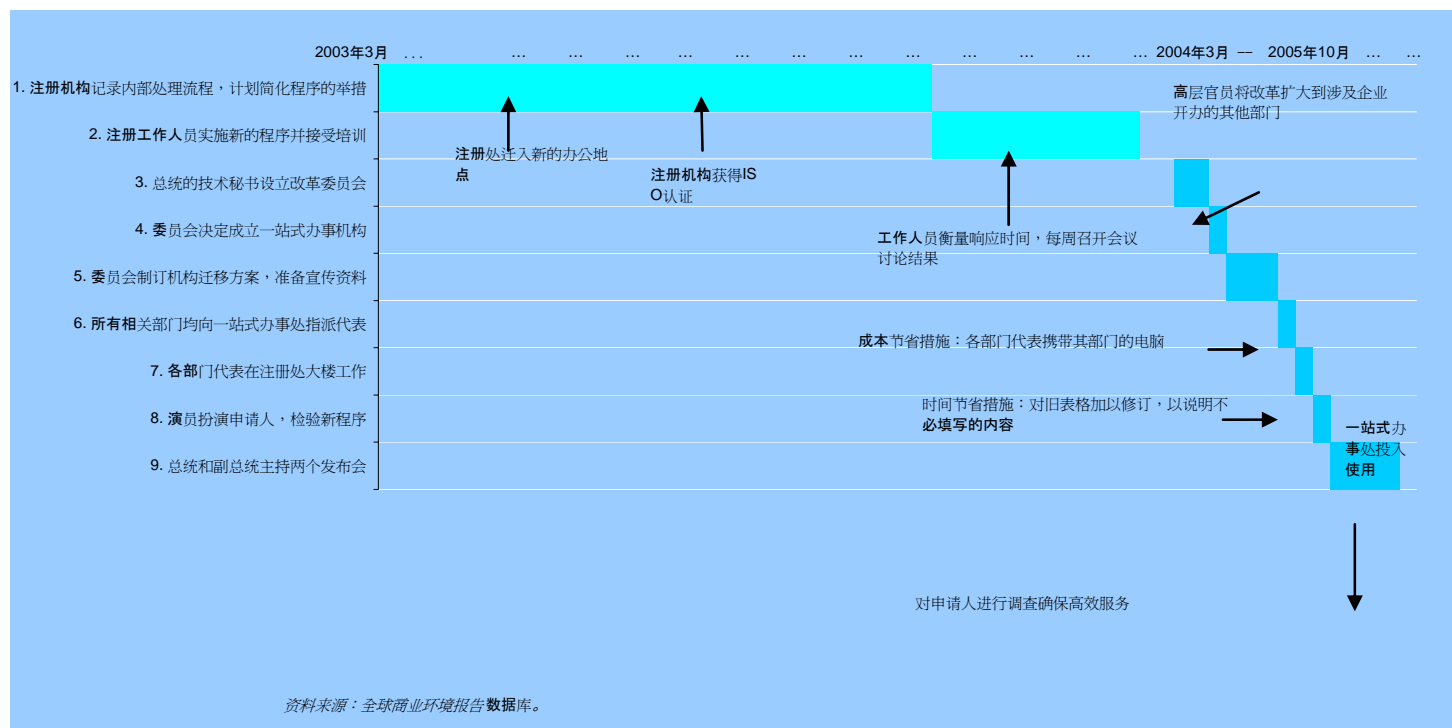 2003年3月 ... ... ... ... ... ... ... ... ... ... ... ... ... 2004年3月 -- 2005年10月 ... ...
1. 注册机构记录内部处理流程，计划简化程序的举措
高层官员将改革扩大到涉及企业
开办的其他部门
2. 注册工作人员实施新的程序并接受培训
注册处迁入新的办公地
点
注册机构获得IS
O认证
3. 总统的技术秘书设立改革委员会
4. 委员会决定成立一站式办事机构
工作人员衡量响应时间，每周召开会议
讨论结果
5. 委员会制订机构迁移方案，准备宣传资料
6. 所有相关部门均向一站式办事处指派代表
成本节省措施：各部门代表携带其部门的电脑
7. 各部门代表在注册处大楼工作
时间节省措施：对旧表格加以修订，以说明不
必填写的内容
8. 演员扮演申请人，检验新程序
一站式办
事处投入
使用
9. 总统和副总统主持两个发布会
对申请人进行调查确保高效服务
资料来源：全球商业环境报告数据库。